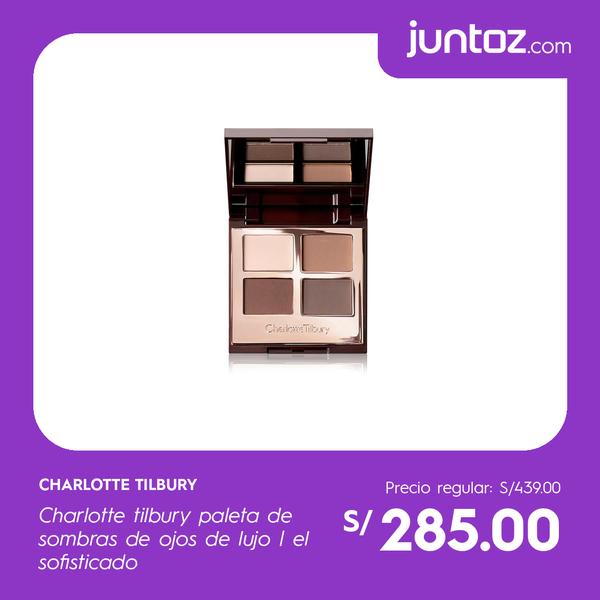 juntoz.com
CharlotteTilbury
CHARLOTTE TILBURY
Charlotte tilbury paleta de
sombras de ojos de lujo l el
sofisticado
Precio regular: S/439.00
S/ 285.00